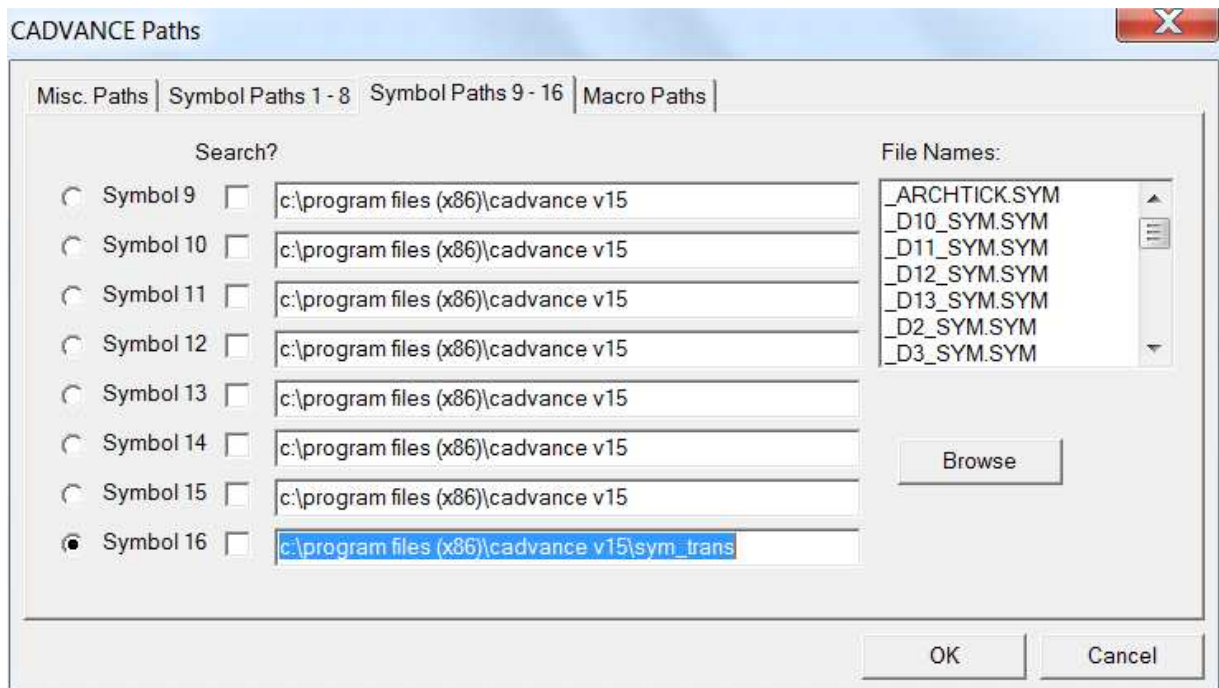 CADVANCE Paths
X
Misc. Paths
Symbol Paths 1 - 8
Symbol Paths 9 - 16
Macro Paths
Search?
File Names:
Symbol 9 c:\program files (x86)\cadvance v15
Symbol 10 c:\program files (x86)\cadvance v15
Symbol 11 c:\program files (x86)\cadvance v15
Symbol 12 c:\program files (x86)\cadvance v15
Symbol 13 c:\program files (x86)\cadvance v15
Symbol 14 c:\program files (x86)\cadvance v15
Symbol 15 c:\program files (x86)\cadvance v15
Symbol 16 c:\program files (x86)\cadvance v15\sym_trans
_ARCHTICK.SYM
_D10_SYM.SYM
_D11_SYM.SYM
_D12_SYM.SYM
_D13_SYM.SYM
_D2_SYM.SYM
_D3_SYM.SYM
Browse
OK
Cancel